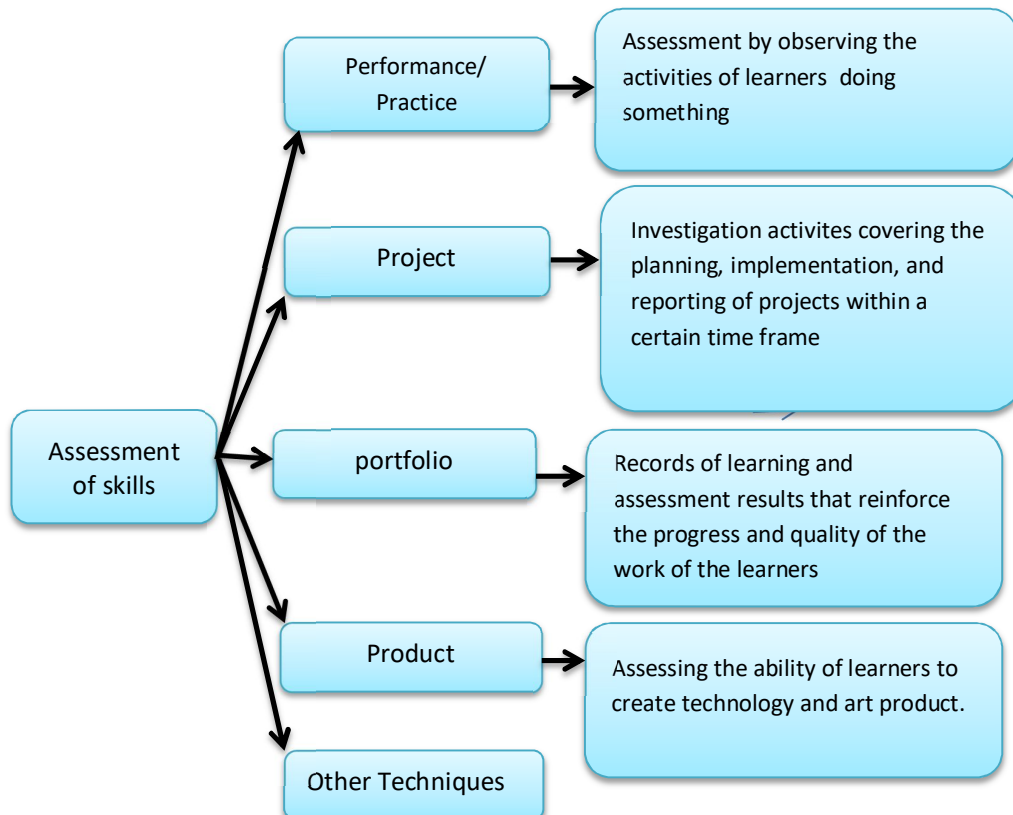 Performance/
Practice
Assessment by observing the
activities of learners doing
something
Project
Investigation activites covering the
planning, implementation, and
reporting of projects within a
certain time frame
Assessment
of skills
portfolio
Records of learning and
assessment results that reinforce
the progress and quality of the
work of the learners
Product
Assessing the ability of learners to
create technology and art product.
Other Techniques